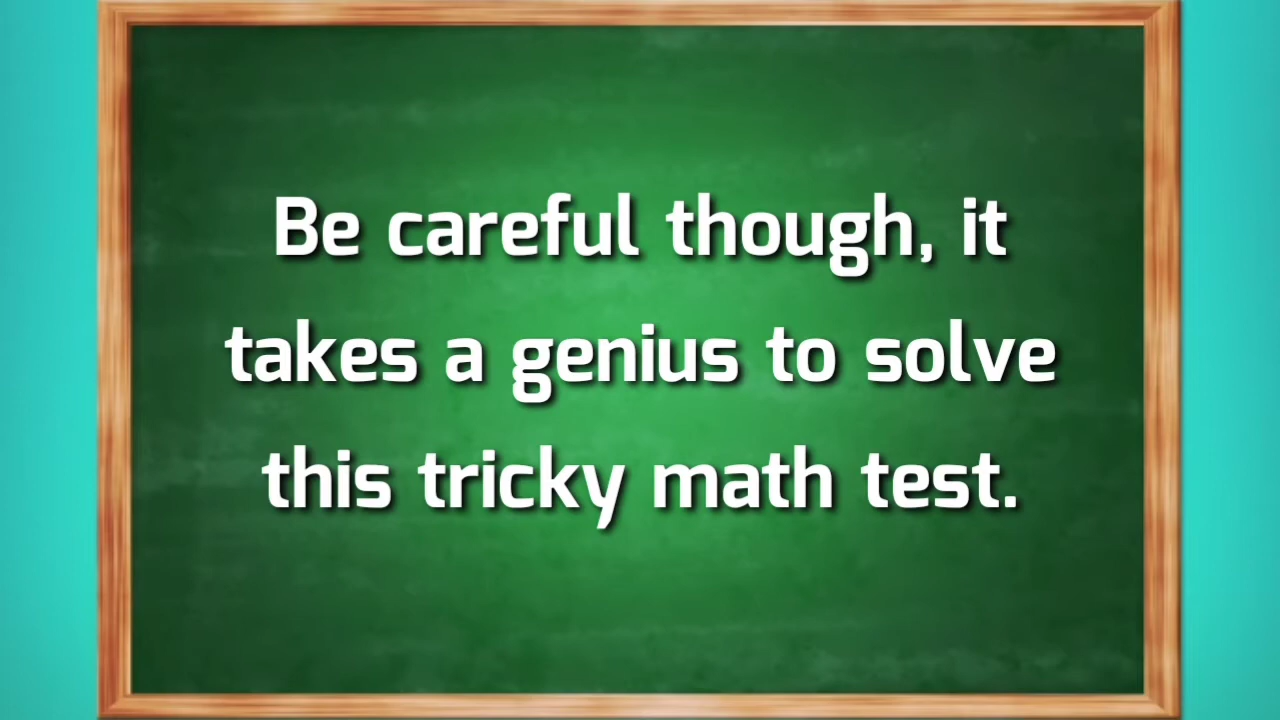 Be careful though, it
takes a genius to solve
this tricky math test.